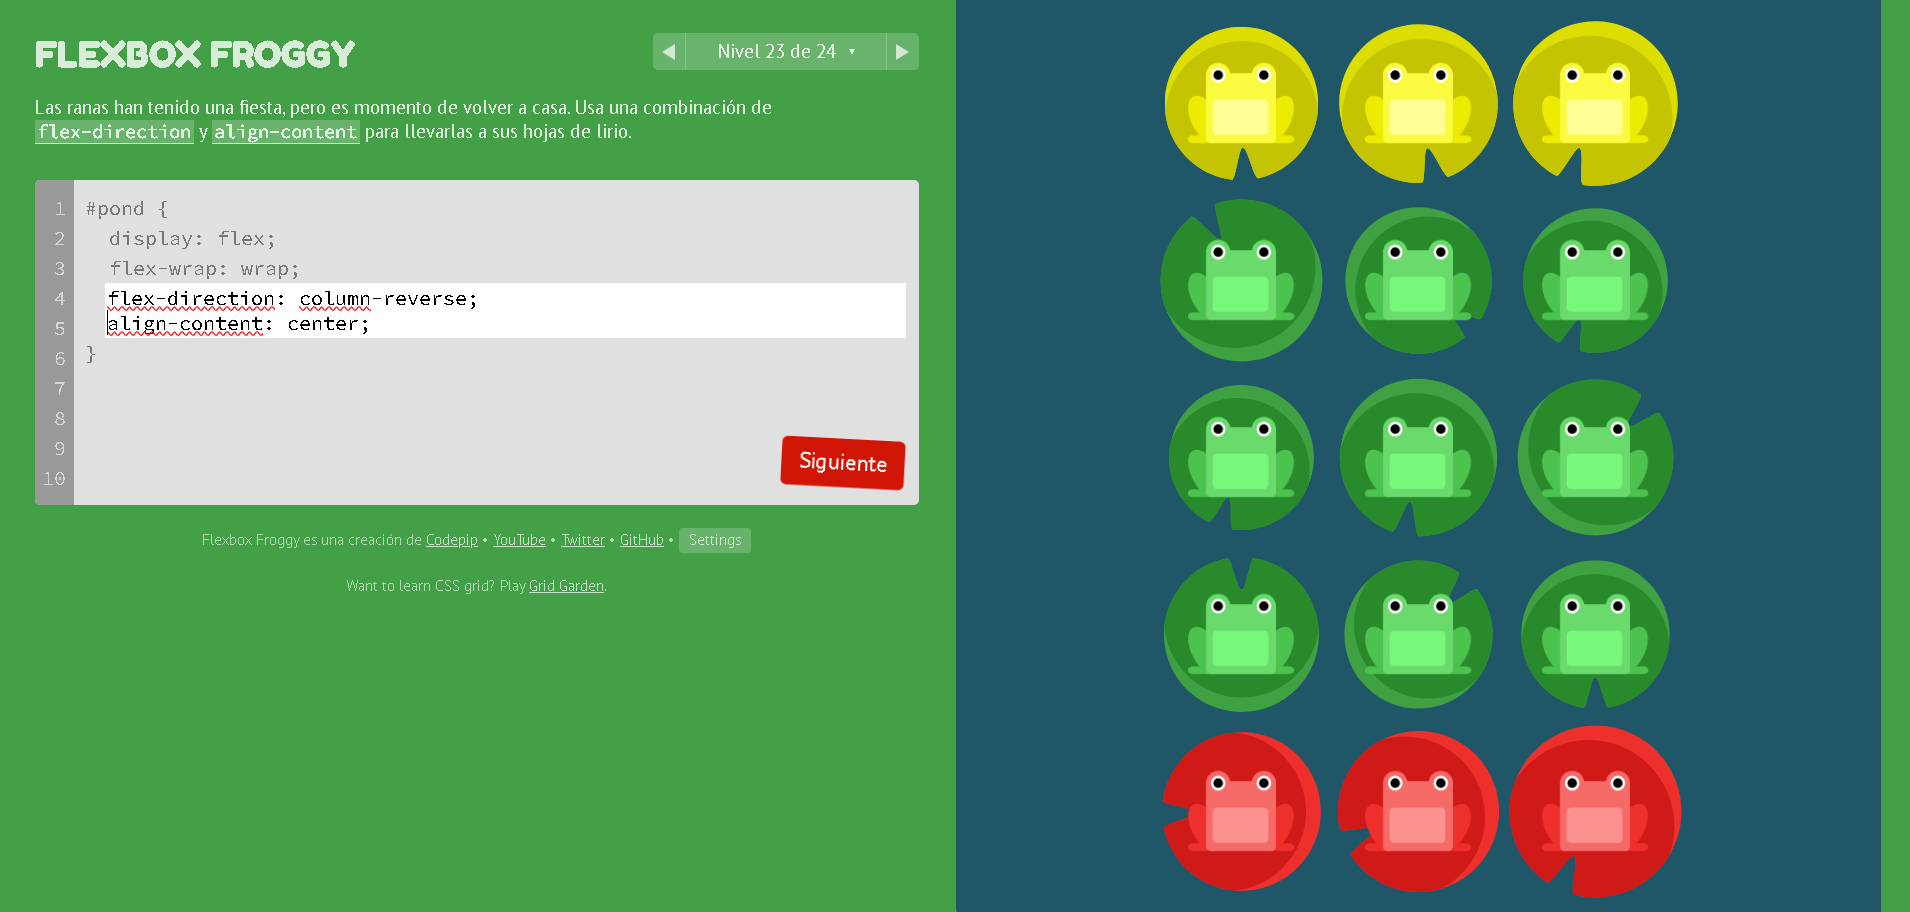 FLEXBOX FROGGY
Nivel 23 de 24
Las ranas han tenido una fiesta, pero es momento de volver a casa. Usa una combinación de
flex-direction y align-content para llevarlas a sus hojas de lirio.
1 #pond {
2 display: flex;
3 flex-wrap: wrap;
4 flex-direction: column-reverse;
5 align-content: center;
6 }
7
8
9
10
Siguiente
Flexbox Froggy es una creación de Codepip • YouTube • Twitter • GitHub • Settings
Want to learn CSS grid? Play Grid Garden.